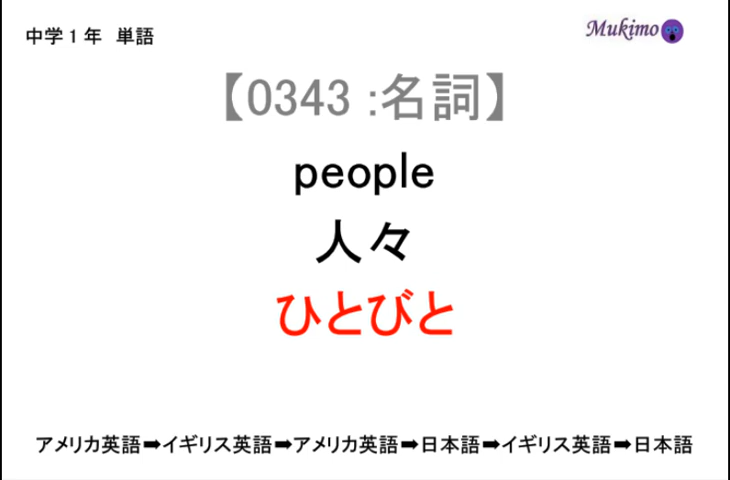 中学1年 単語
Mukimo
【0343 :名詞】
people
人々
ひとびと
アメリカ英語➡イギリス英語➡アメリカ英語➡日本語➡イギリス英語➡日本語